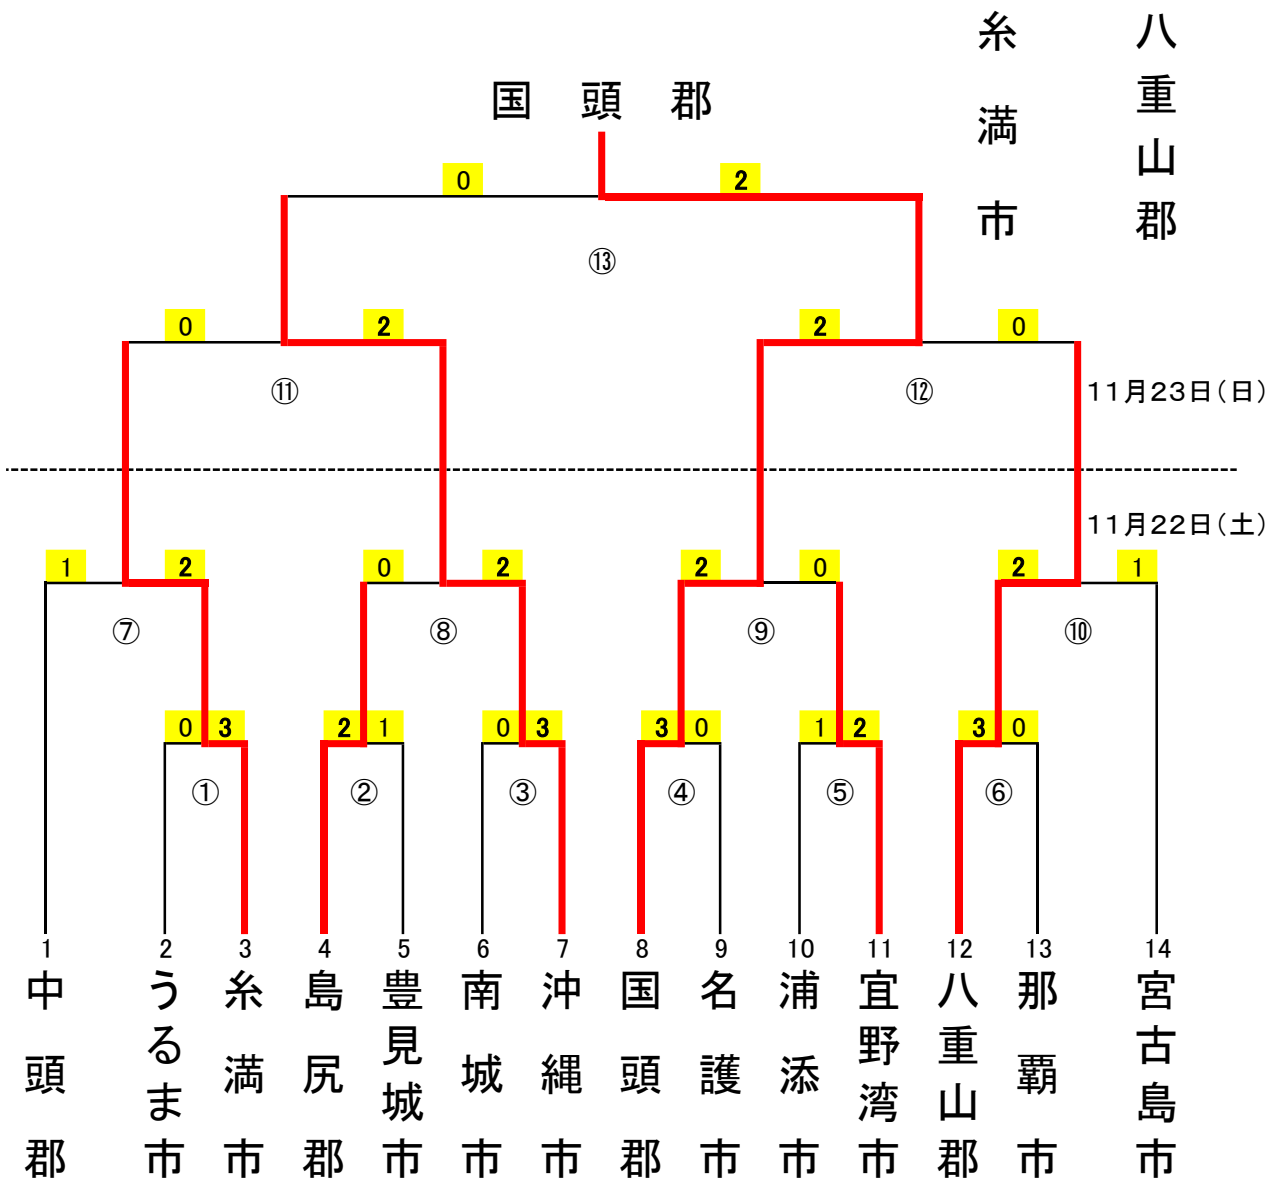 糸満市
八重山郡
国頭郡
0 2
⑬
0 2 2 0
⑪ ⑫
11月23日(日)
11月22日(土)
1 2 0 2 2 0 2 1
⑦ ⑧ ⑨ ⑩
0 3 2 1 0 3 3 0 1 2 3 0
① ② ③ ④ ⑤ ⑥
1 2 3 4 5 6 7 8 9 10 11 12 13 14
中頭郡
うるま市
糸満市
島尻郡
豊見城市
南城市
沖縄市
国頭郡
名護市
浦添市
宜野湾市
八重山郡
那覇市
宮古島市